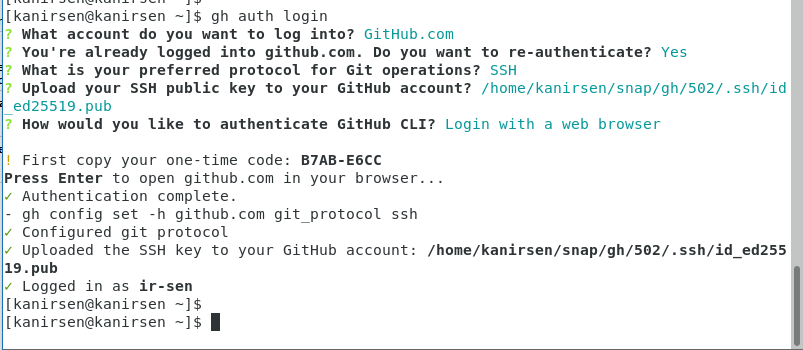 [kanirsen@kanirsen ~]$
[kanirsen@kanirsen ~]$ gh auth login
? What account do you want to log into? GitHub.com
? You're already logged into github.com. Do you want to re-authenticate? Yes
? What is your preferred protocol for Git operations? SSH
? Upload your SSH public key to your GitHub account? /home/kanirsen/snap/gh/502/.ssh/id
_ed25519.pub
? How would you like to authenticate GitHub CLI? Login with a web browser
! First copy your one-time code: B7AB-E6CC
Press Enter to open github.com in your browser...
✓ Authentication complete.
- gh config set -h github.com git_protocol ssh
✓ Configured git protocol
✓ Uploaded the SSH key to your GitHub account: /home/kanirsen/snap/gh/502/.ssh/id_ed255
19.pub
✓ Logged in as ir-sen
[kanirsen@kanirsen ~]$
[kanirsen@kanirsen ~]$